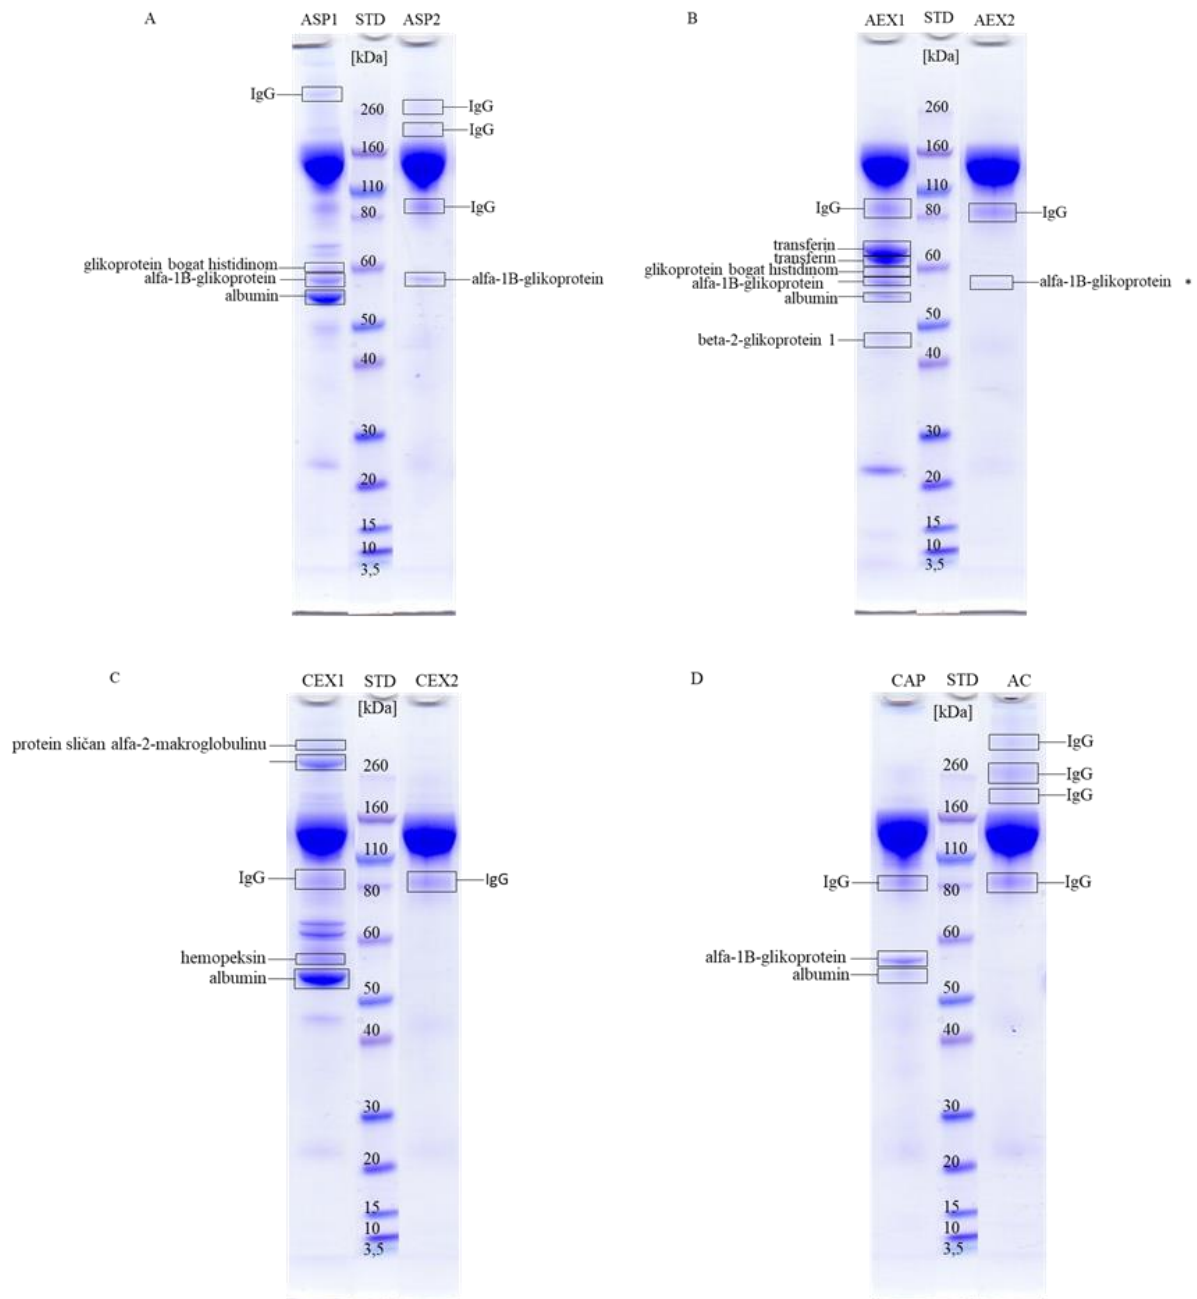 A
ASP1 STD ASP2
[kDa]
IgG
260
IgG
IgG
160
110
80
IgG
glikoprotein bogat histidinom
60
alfa-1B-glikoprotein
alfa-1B-glikoprotein
albumin
50
40
30
20
15
10
3,5
B
AEX1 STD AEX2
[kDa]
260
160
110
IgG
80
IgG
transferin
transferin
60
glikoprotein bogat histidinom
alfa-1B-glikoprotein
alfa-1B-glikoprotein *
albumin
50
beta-2-glikoprotein 1
40
30
20
15
10
3,5
C
CEX1 STD CEX2
[kDa]
protein sličan alfa-2-makroglobulinu
260
160
110
IgG
80
IgG
60
hemopeksin
albumin
50
40
30
20
15
10
3,5
D
CAP STD AC
[kDa]
IgG
260
IgG
IgG
160
110
IgG
80
IgG
60
alfa-1B-glikoprotein
albumin
50
40
30
20
15
10
3,5